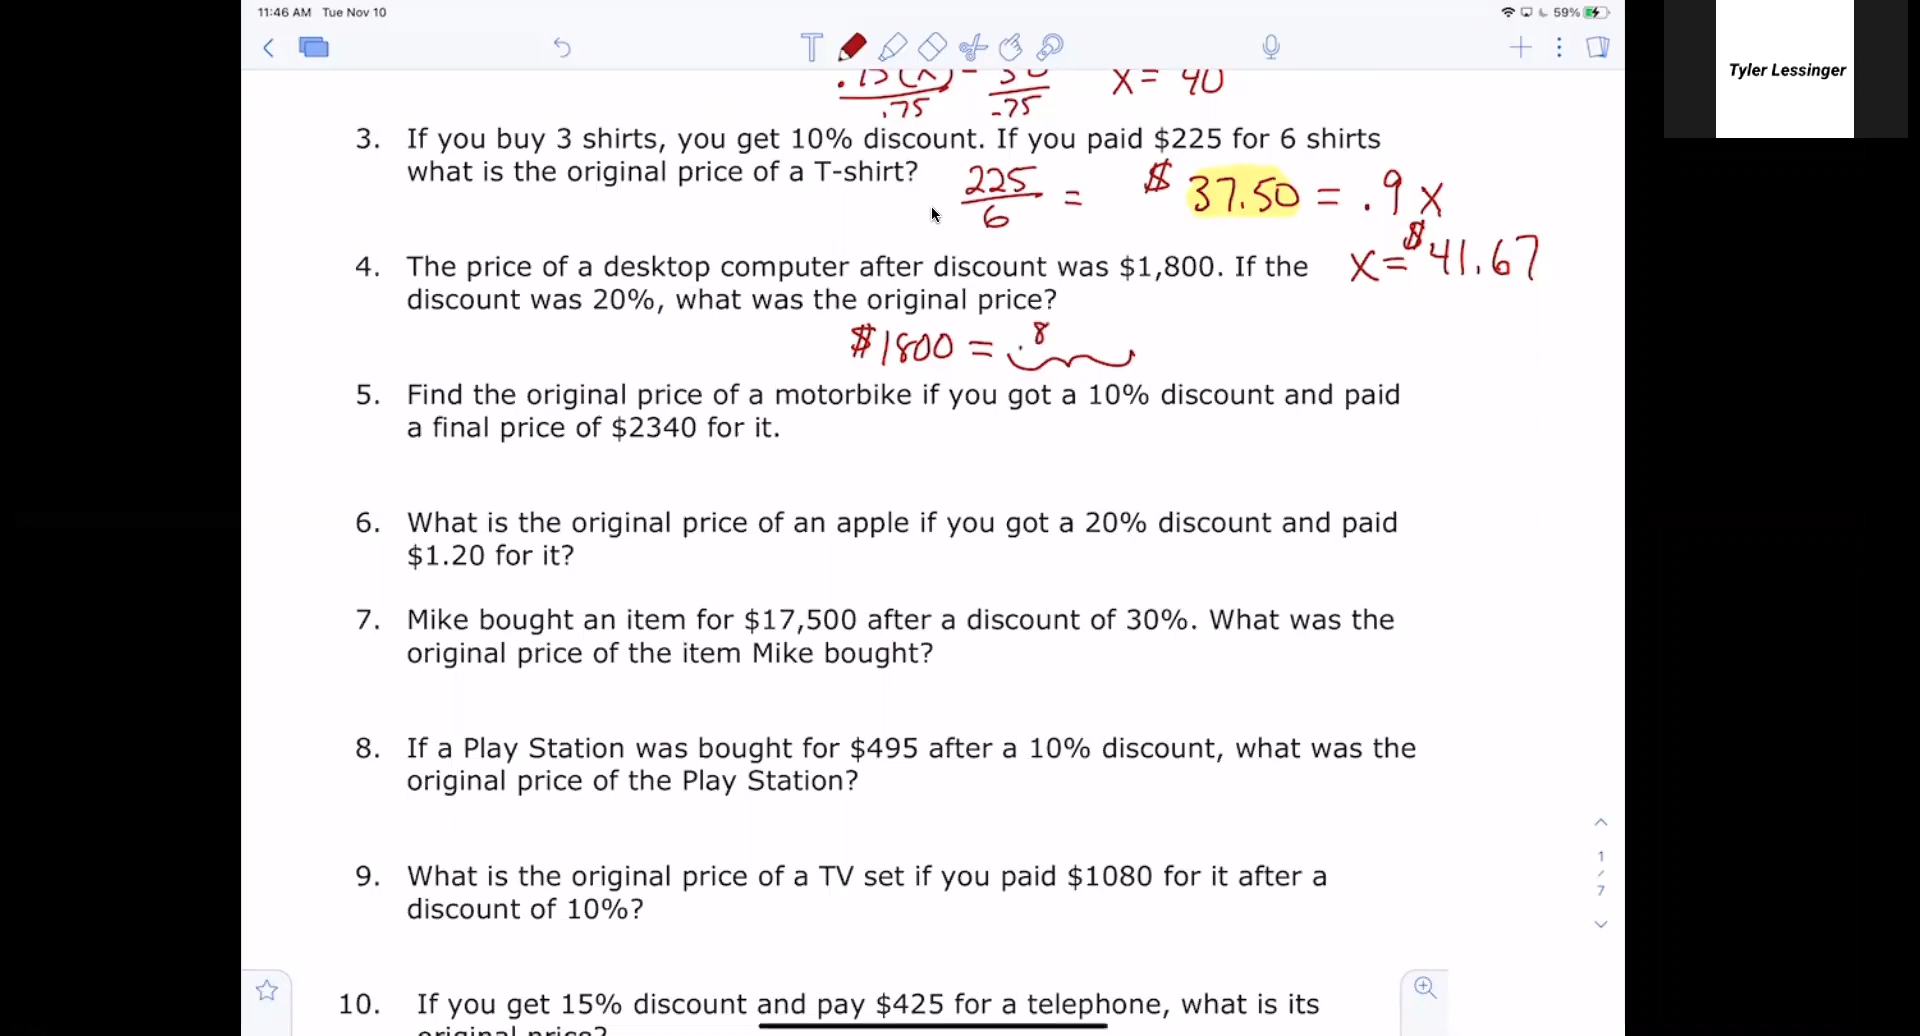 11:46 AM Tue Nov 10
59%
Tyler Lessinger
.75(x) = 30 x = 40
.75 .75
3. If you buy 3 shirts, you get 10% discount. If you paid $225 for 6 shirts
what is the original price of a T-shirt?
225/6 = $37.50 = .9x
x = $41.67
4. The price of a desktop computer after discount was $1,800. If the
discount was 20%, what was the original price?
$1800 = .8
5. Find the original price of a motorbike if you got a 10% discount and paid
a final price of $2340 for it.
6. What is the original price of an apple if you got a 20% discount and paid
$1.20 for it?
7. Mike bought an item for $17,500 after a discount of 30%. What was the
original price of the item Mike bought?
8. If a Play Station was bought for $495 after a 10% discount, what was the
original price of the Play Station?
9. What is the original price of a TV set if you paid $1080 for it after a
discount of 10%?
10. If you get 15% discount and pay $425 for a telephone, what is its
original price?
1
/
7